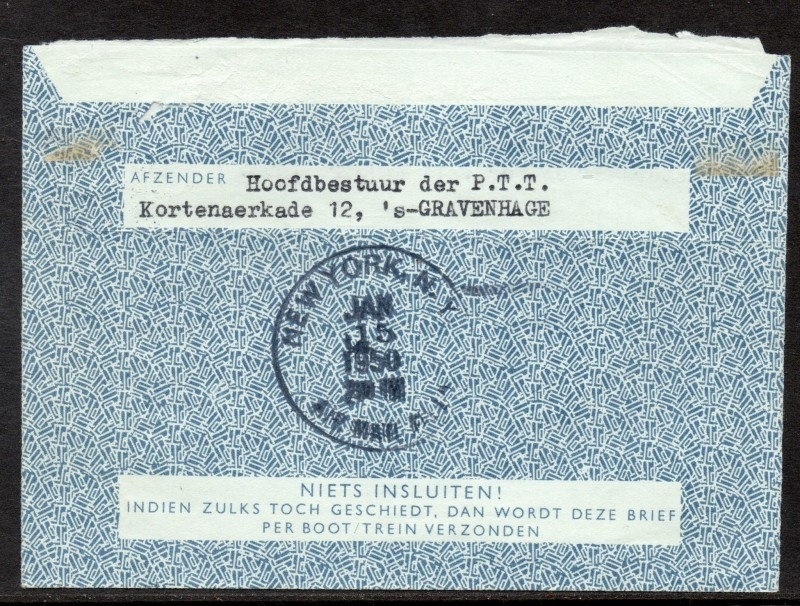 AFZENDER Hoofdbestuur der P.T.T.
Kortenaerkade 12, 's-GRAVENHAGE
NEW YORK, N.Y.
JAN
15
1950
PM
AIR MAIL
NIETS INSLUITEN!
INDIEN ZULKS TOCH GESCHIEDT, DAN WORDT DEZE BRIEF
PER BOOT/TREIN VERZONDEN